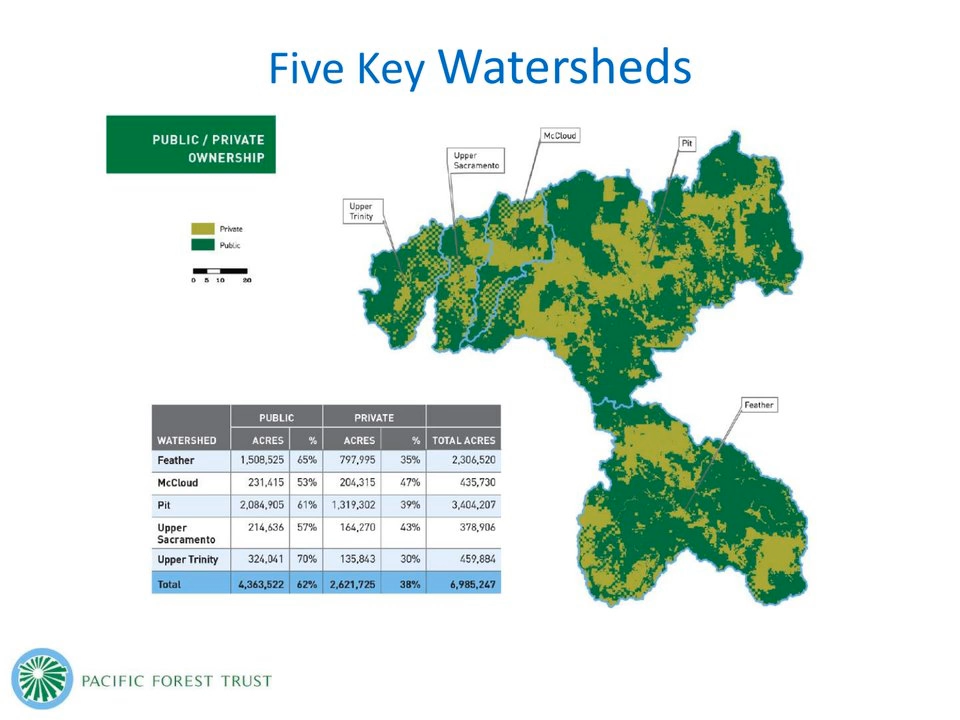 Five Key Watersheds
PUBLIC / PRIVATE
OWNERSHIP
McCloud
Pit
Upper
Sacramento
Upper
Trinity
Private
Public
0 5 10 20
Feather
PUBLIC PRIVATE
WATERSHED ACRES % ACRES % TOTAL ACRES
Feather 1,508,525 65% 797,995 35% 2,306,520
McCloud 231,415 53% 204,315 47% 435,730
Pit 2,084,905 61% 1,319,302 39% 3,404,207
Upper
Sacramento 214,636 57% 164,270 43% 378,906
Upper Trinity 324,041 70% 135,843 30% 459,884
Total 4,363,522 62% 2,621,725 38% 6,985,247
PACIFIC FOREST TRUST